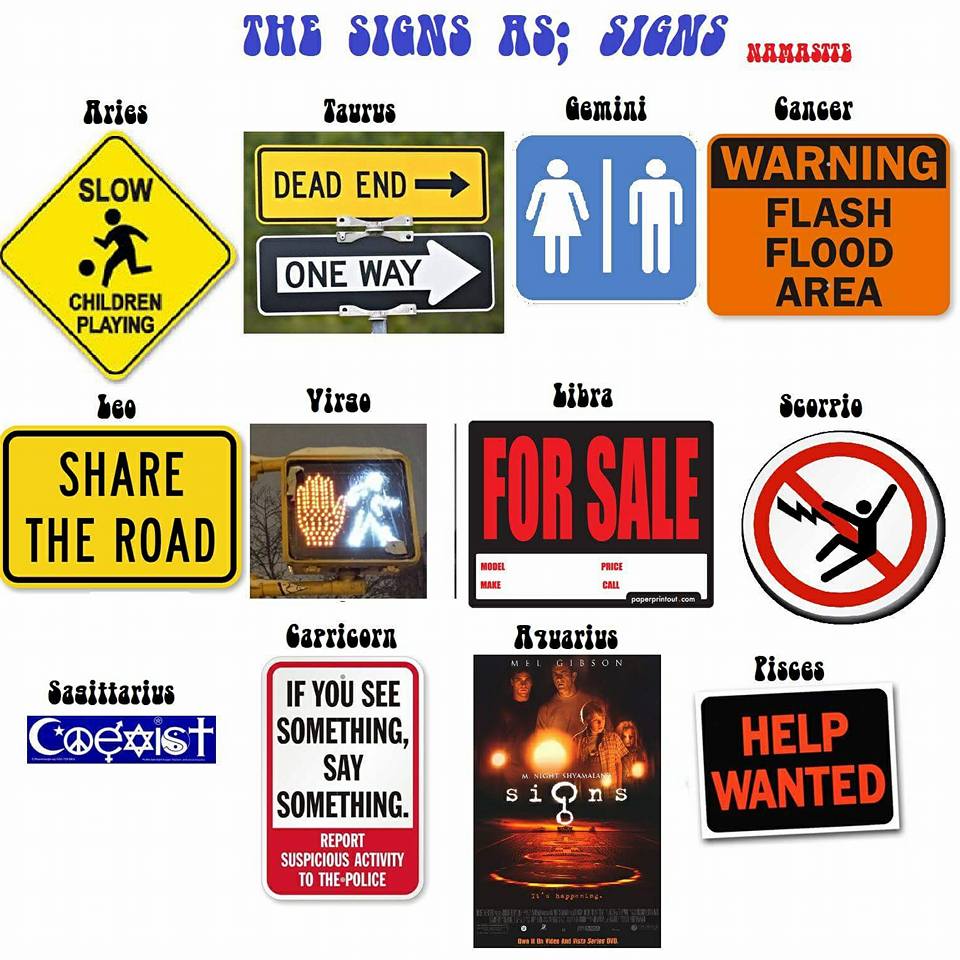 THE SIGNS AS; SIGNS NAMASTTE
Aries
SLOW
CHILDREN
PLAYING
Taurus
DEAD END
ONE WAY
Gemini
Cancer
WARNING
FLASH
FLOOD
AREA
Leo
SHARE
THE ROAD
Virgo
Libra
FOR SALE
MODEL PRICE
MAKE CALL
paperprintout.com
Scorpio
Sagittarius
Coexist
Capricorn
IF YOU SEE
SOMETHING,
SAY
SOMETHING.
REPORT
SUSPICIOUS ACTIVITY
TO THE POLICE
Aquarius
MEL GIBSON
M. NIGHT SHYAMALAN'S
signs
It's happening.
Own It On Video And Vista Series DVD.
Pisces
HELP
WANTED